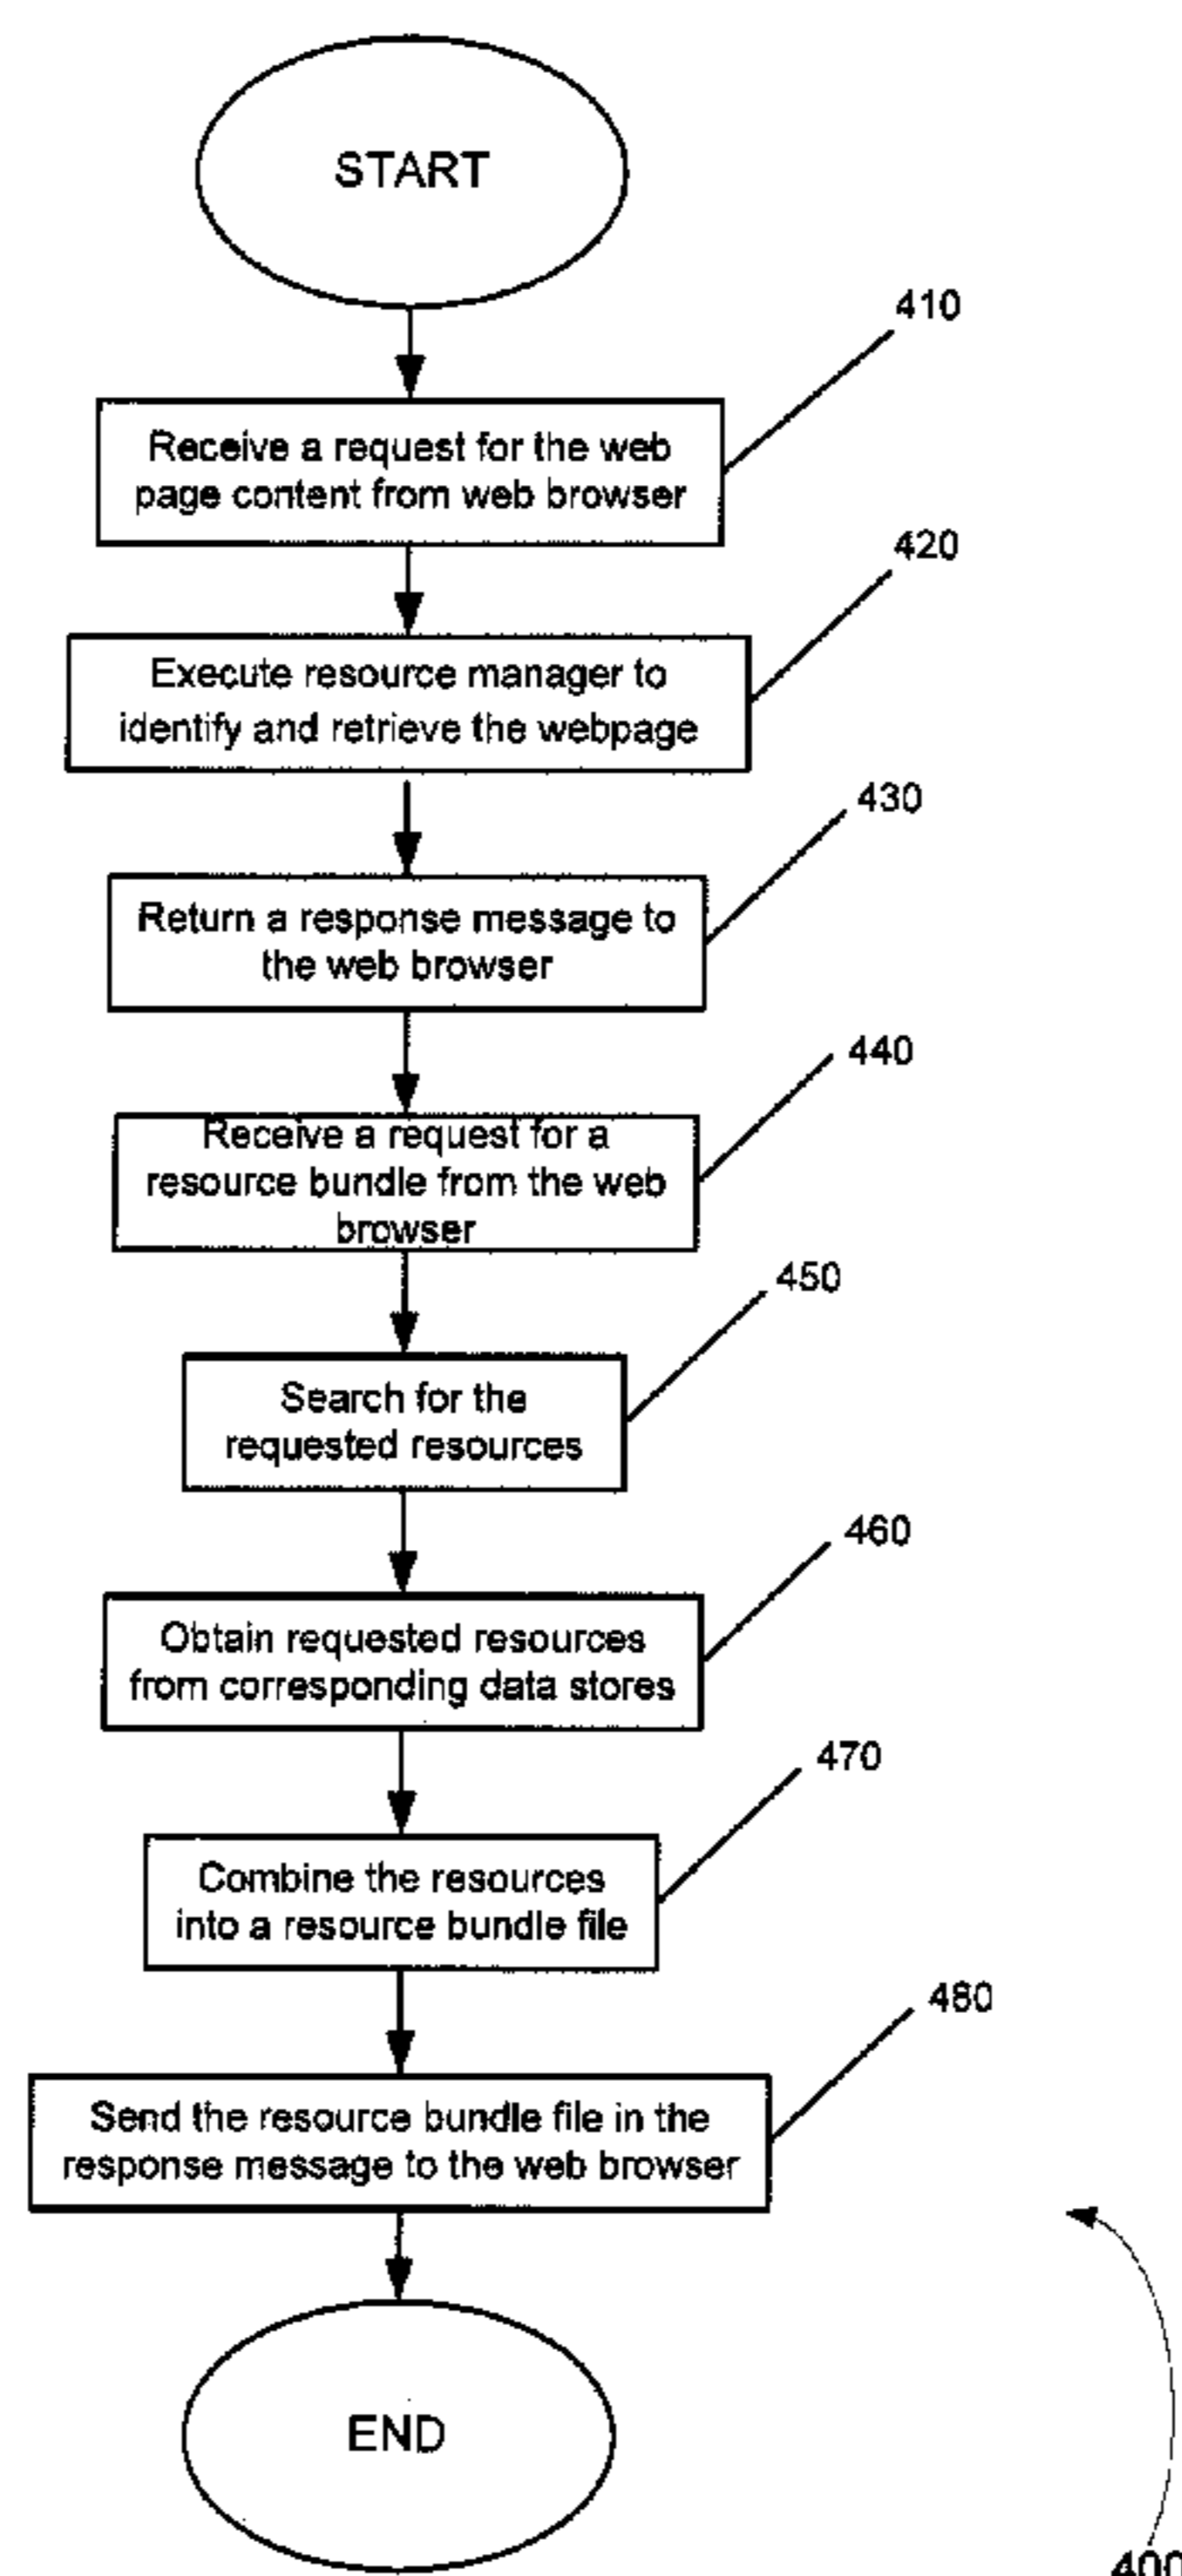 START
410
Receive a request for the web
page content from web browser
420
Execute resource manager to
identify and retrieve the webpage
430
Return a response message to
the web browser
440
Receive a request for a
resource bundle from the web
browser
450
Search for the
requested resources
460
Obtain requested resources
from corresponding data stores
470
Combine the resources
into a resource bundle file
480
Send the resource bundle file in the
response message to the web browser
END
400